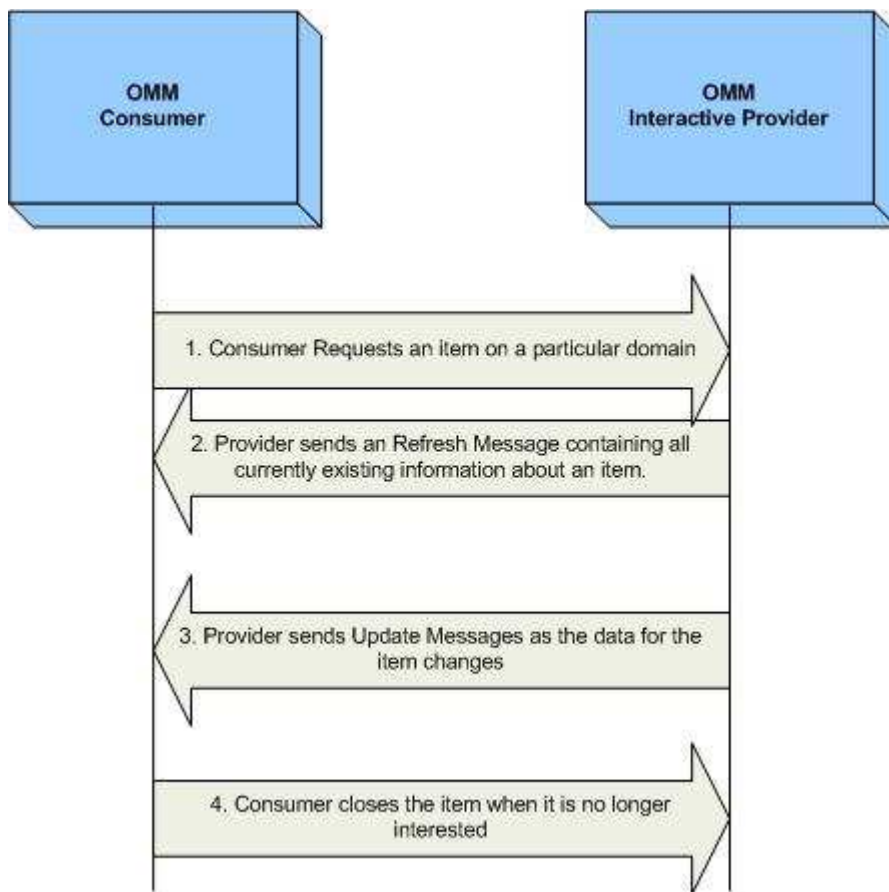 OMM
Consumer
OMM
Interactive Provider
1. Consumer Requests an item on a particular domain
2. Provider sends an Refresh Message containing all
currently existing information about an item.
3. Provider sends Update Messages as the data for the
item changes
4. Consumer closes the item when it is no longer
interested